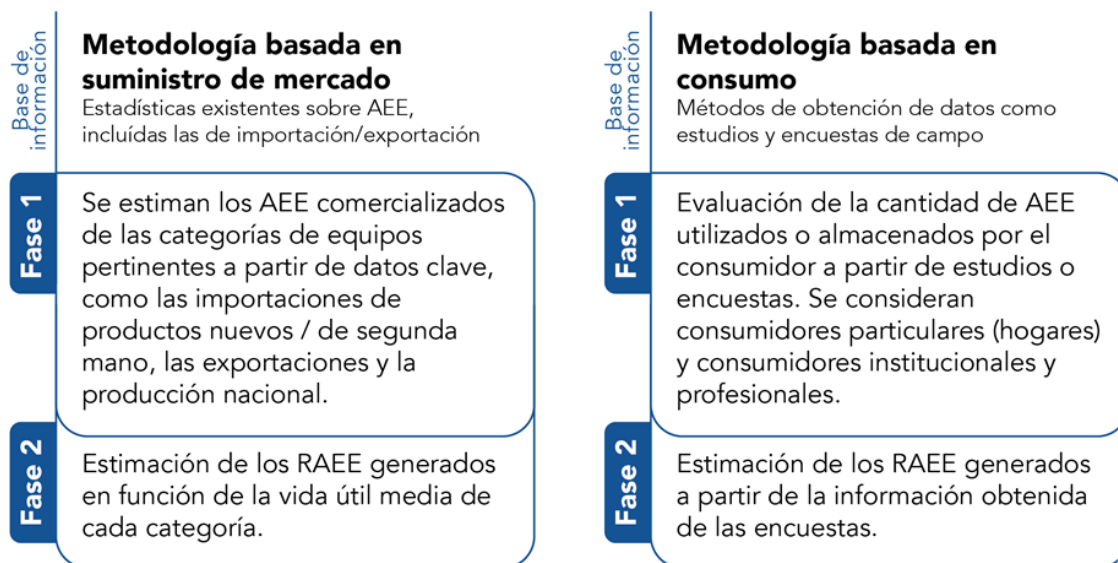 Base de
información
Metodología basada en
suministro de mercado
Estadísticas existentes sobre AEE,
incluídas las de importación/exportación
Fase 1
Se estiman los AEE comercializados
de las categorías de equipos
pertinentes a partir de datos clave,
como las importaciones de
productos nuevos / de segunda
mano, las exportaciones y la
producción nacional.
Fase 2
Estimación de los RAEE generados
en función de la vida útil media de
cada categoría.
Base de
información
Metodología basada en
consumo
Métodos de obtención de datos como
estudios y encuestas de campo
Fase 1
Evaluación de la cantidad de AEE
utilizados o almacenados por el
consumidor a partir de estudios o
encuestas. Se consideran
consumidores particulares (hogares)
y consumidores institucionales y
profesionales.
Fase 2
Estimación de los RAEE generados
a partir de la información obtenida
de las encuestas.